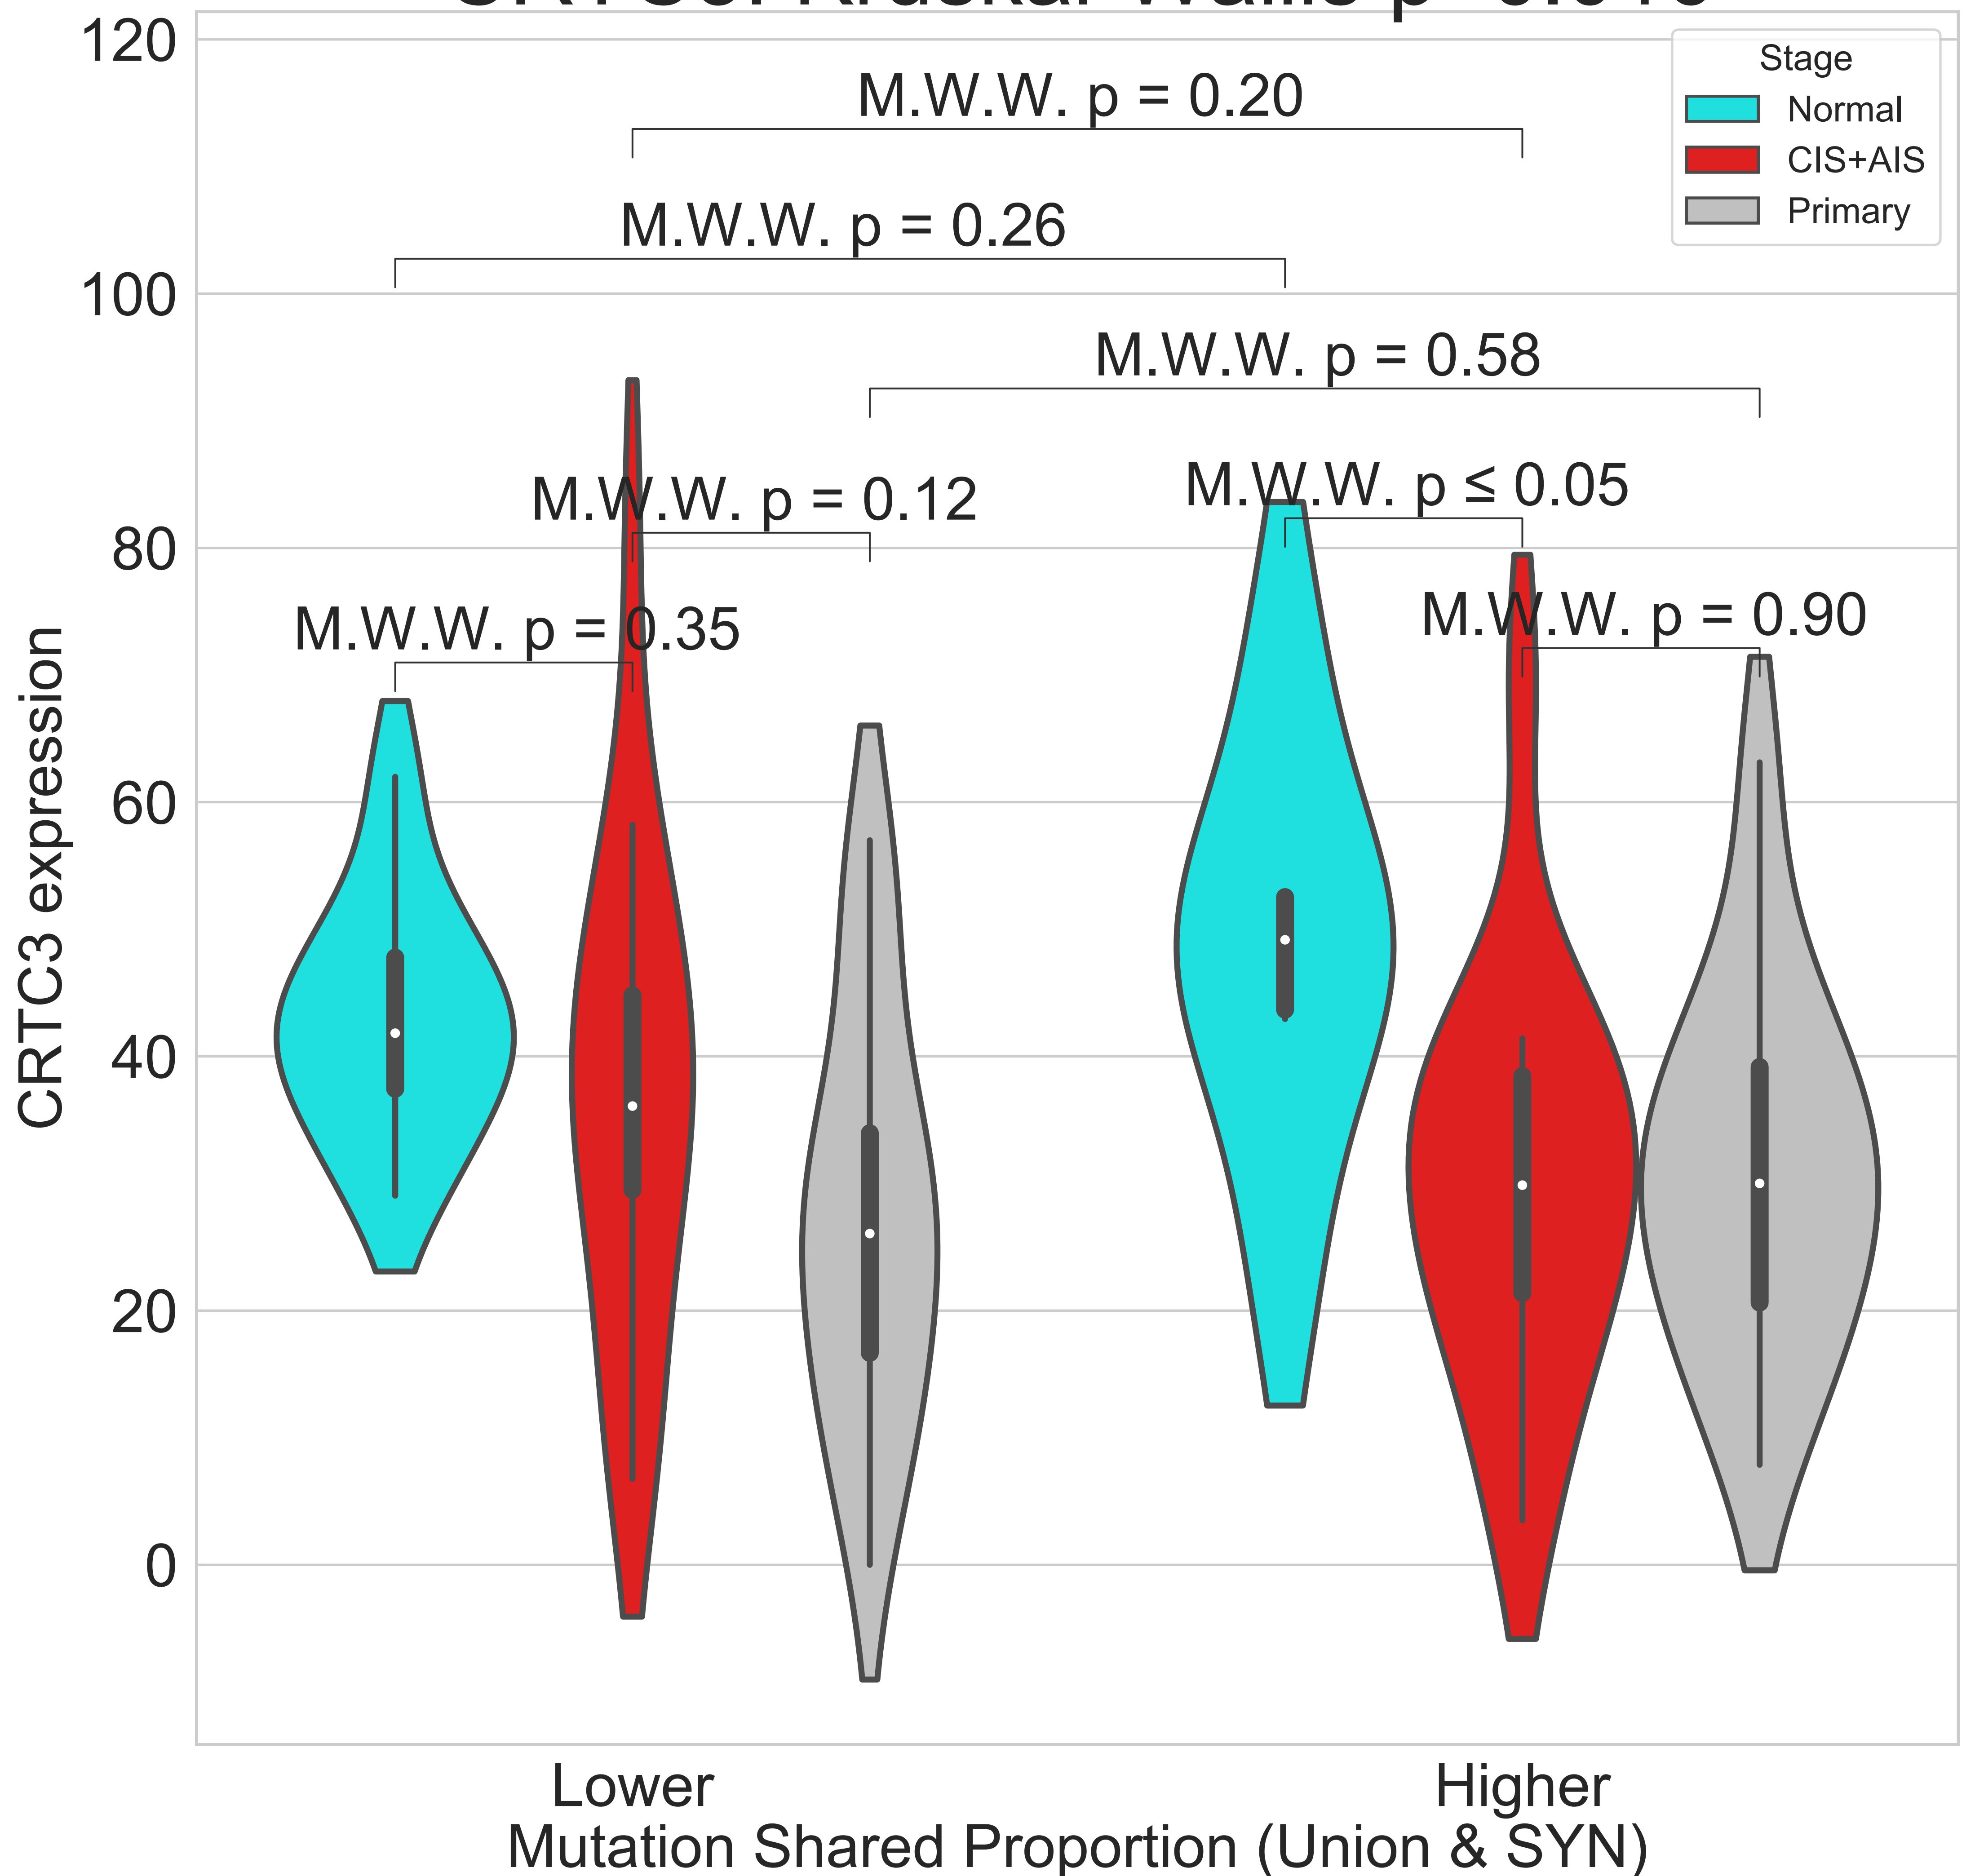 120
M.W.W. p = 0.20
Stage
Normal
CIS+AIS
Primary
M.W.W. p = 0.26
100
M.W.W. p = 0.58
M.W.W. p = 0.12
M.W.W. p ≤ 0.05
80
M.W.W. p = 0.35
M.W.W. p = 0.90
60
CRTC3 expression
40
20
0
Lower
Higher
Mutation Shared Proportion (Union & SYN)